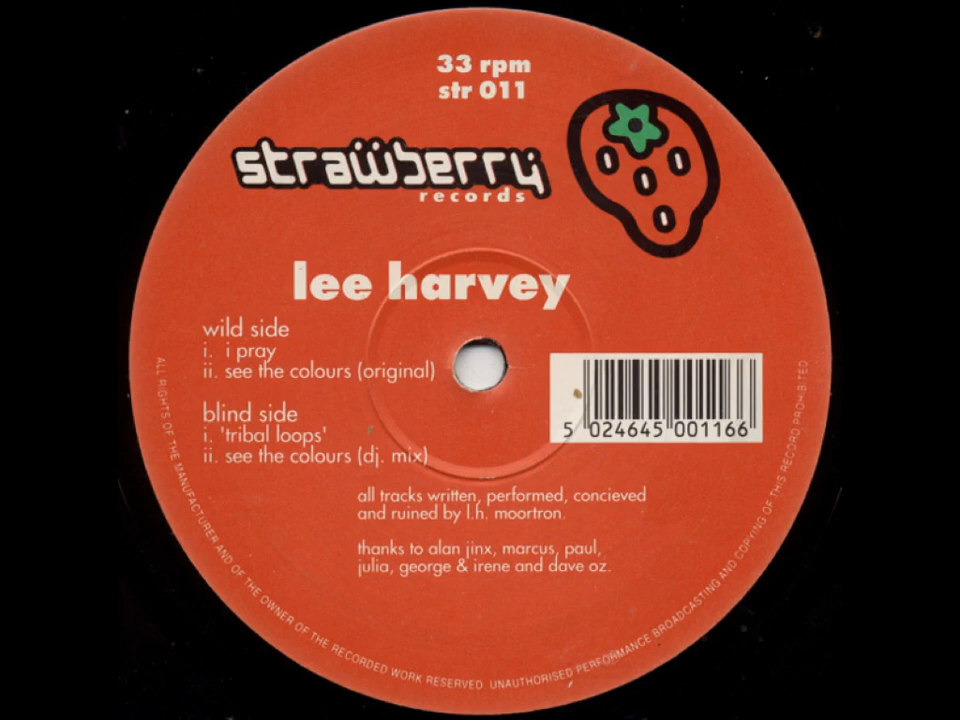 33 rpm
str 011
strawberry
records
lee harvey
wild side
i. i pray
ii. see the colours (original)
blind side
i. 'tribal loops'
ii. see the colours (dj. mix)
5 024645 001166
all tracks written, performed, concieved
and ruined by l.h. moortron.
thanks to alan jinx, marcus, paul,
julia, george & irene and dave oz.
ALL RIGHTS OF THE MANUFACTURER AND OF THE OWNER OF THE RECORDED WORK RESERVED. UNAUTHORISED PERFORMANCE BROADCASTING AND COPYING OF THIS RECORD PROHIBITED